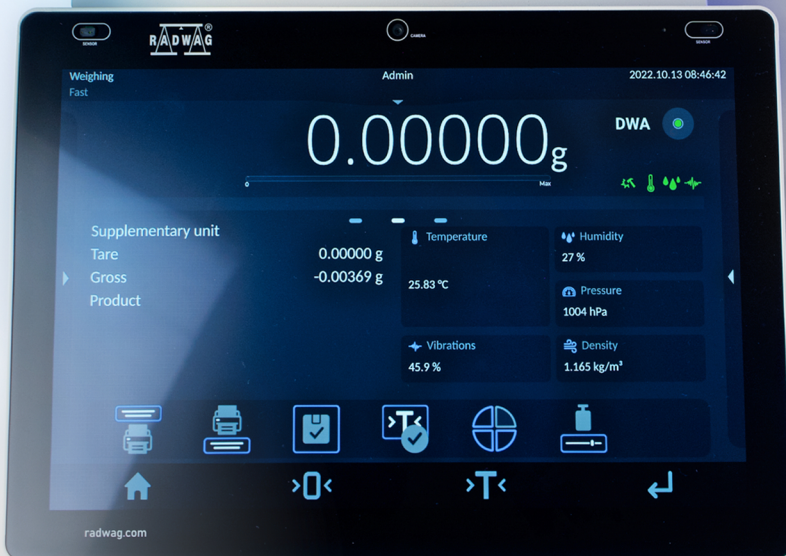 SENSOR
RADWAG®
CAMERA
SENSOR
Weighing
Admin
2022.10.13 08:46:42
Fast
0.00000g
DWA
0
Max
Supplementary unit
Tare 0.00000 g
Gross -0.00369 g
Product
Temperature
25.83 °C
Humidity
27 %
Pressure
1004 hPa
Vibrations
45.9 %
Density
1.165 kg/m³
>T<
>0<
>T<
radwag.com